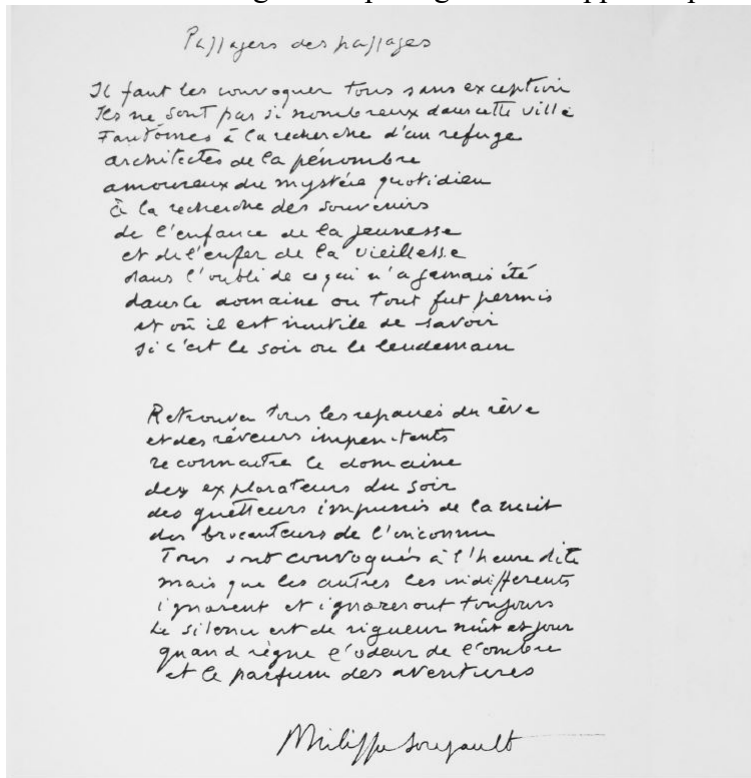 Passagers des passages
Il faut les convoquer tous sans exception
Ils ne sont pas si nombreux dans cette ville
Fantômes à la recherche d'un refuge
architectes de la pénombre
amoureux du mystère quotidien
à la recherche des souvenirs
de l'enfance de la jeunesse
et de l'enfer de la vieillesse
dans l'oubli de ce qui n'a jamais été
dans le domaine ou tout fut permis
et où il est inutile de savoir
si c'est le soir ou le lendemain
Retrouver tous les repaires du rêve
et des rêveurs impénitents
reconnaitre le domaine
des explorateurs du soir
des guetteurs impunis de la nuit
des brocanteurs de l'inconnu
Tous sont convoqués à l'heure dite
mais que les autres les indifférents
ignorent et ignoreront toujours
Le silence est de rigueur nuit et jour
quand règne l'odeur de l'ombre
et le parfum des aventures
Philippe Soupault